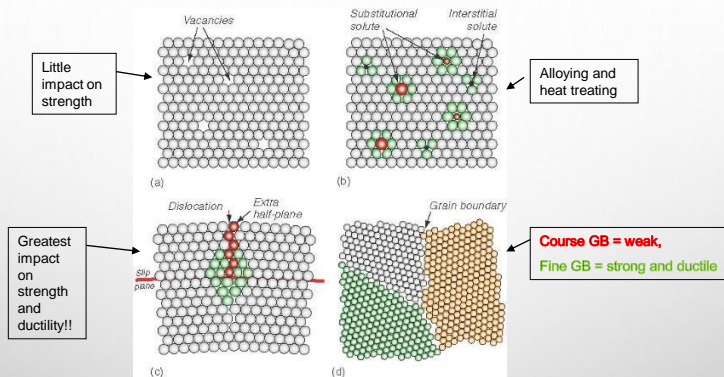 Vacancies
Substitutional
solute
Interstitial
solute
Little
impact on
strength
Alloying and
heat treating
(a)
(b)
Dislocation
Extra
half-plane
Grain boundary
Greatest
impact
on
strength
and
ductility!!
Slip
plane
Course GB = weak,
Fine GB = strong and ductile
(c)
(d)